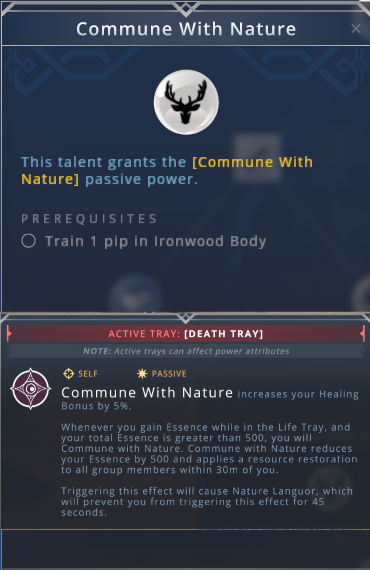 Commune With Nature
This talent grants the [Commune With
Nature] passive power.
PREREQUISITES
Train 1 pip in Ironwood Body
ACTIVE TRAY: [DEATH TRAY]
NOTE: Active trays can affect power attributes
SELF PASSIVE
Commune With Nature increases your Healing
Bonus by 5%.
Whenever you gain Essence while in the Life Tray, and
your total Essence is greater than 500, you will
Commune with Nature. Commune with Nature reduces
your Essence by 500 and applies a resource restoration
to all group members within 30m of you.
Triggering this effect will cause Nature Languor, which
will prevent you from triggering this effect for 45
seconds.